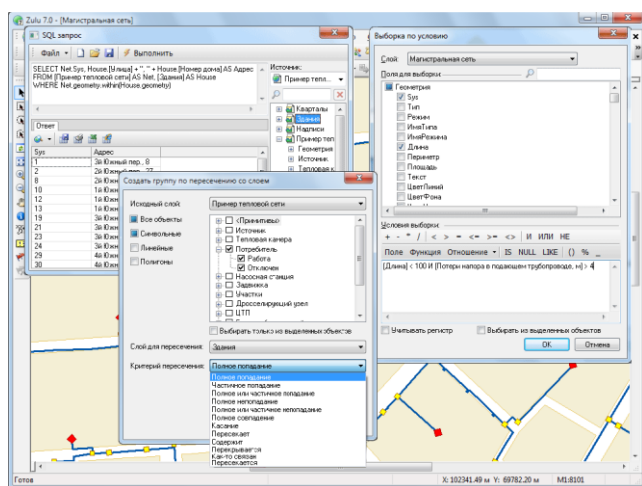 Zulu 7.0 - [Магистральная сеть]
SQL запрос
Файл
Выполнить
SELECT Net.Sys, House.[Улица] + ", " + House.[Номер дома] AS Адрес
FROM [Пример тепловой сети] AS Net, [Здания] AS House
WHERE Net.geometry.within(House.geometry)
Источник:
Пример тепл...
Кварталы
Здания
Надписи
Пример теп
Геометрия
Источник
Тепловая к
Ответ
Sys Адрес
1 3й Южный пер., 8
2
8
10
13
19
21
23
24
29
30
Создать группу по пересечению со слоем
Исходный слой: Пример тепловой сети
Все объекты
Символьные
Линейные
Полигоны
<Примитивы>
Источник
Тепловая камера
Потребитель
Работа
Отключен
Насосная станция
Задвижка
Участки
Дросселирующий узел
ЦТП
Выбирать только из выделенных объектов
Слой для пересечения: Здания
Критерий пересечения: Полное попадание
Полное попадание
Частичное попадание
Полное или частичное попадание
Полное непопадание
Полное или частичное непопадание
Полное совпадение
Касание
Пересекает
Содержит
Перекрывается
Как-то связан
Пересекается
Выборка по условию
Слой: Магистральная сеть
Поля для выборки:
Геометрия
Sys
Тип
Режим
ИмяТипа
ИмяРежима
Длина
Периметр
Площадь
Текст
ЦветЛиний
ЦветФона
Условия выборки:
+ - * / < > = <= >= <> И ИЛИ НЕ
Поле Функция Отношение IS NULL LIKE () % _
[Длина] < 100 И [Потери напора в подающем трубопроводе, м] > 4
Учитывать регистр
Выбирать из выделенных объектов
OK Отмена
Готов
X: 102341.49 м Y: 69782.20 м М1:8101